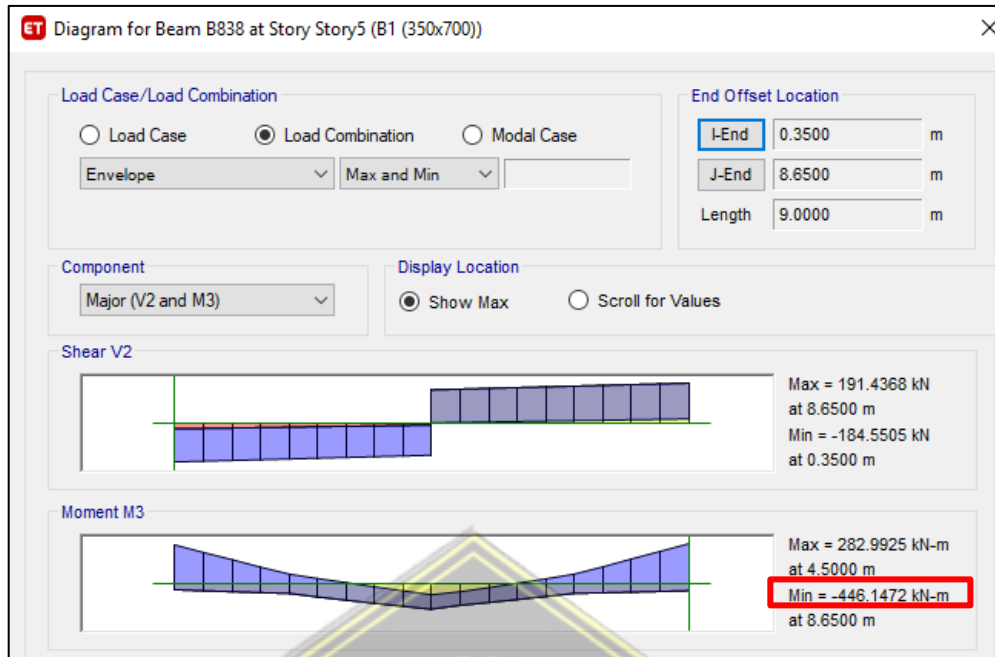 ET Diagram for Beam B838 at Story Story5 (B1 (350x700))
Load Case/Load Combination
Load Case Load Combination Modal Case
Envelope Max and Min
End Offset Location
I-End 0.3500 m
J-End 8.6500 m
Length 9.0000 m
Component
Major (V2 and M3)
Display Location
Show Max Scroll for Values
Shear V2
Max = 191.4368 kN
at 8.6500 m
Min = -184.5505 kN
at 0.3500 m
Moment M3
Max = 282.9925 kN-m
at 4.5000 m
Min = -446.1472 kN-m
at 8.6500 m